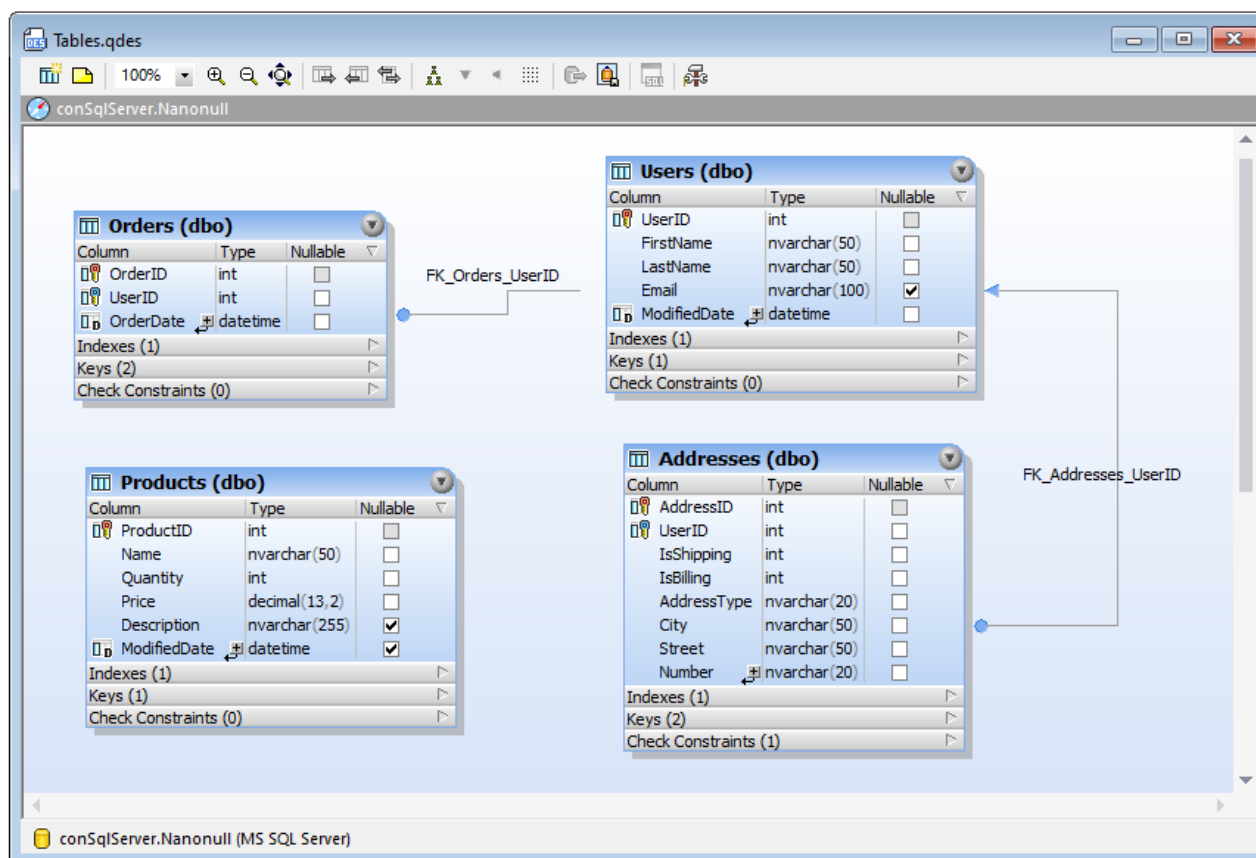 Tables.qdes
100%
conSqlServer.Nanonull
Users (dbo)
Column Type Nullable
UserID int
FirstName nvarchar(50)
LastName nvarchar(50)
Email nvarchar(100)
ModifiedDate datetime
Indexes (1)
Keys (1)
Check Constraints (0)
Orders (dbo)
Column Type Nullable
OrderID int
UserID int
OrderDate datetime
Indexes (1)
Keys (2)
Check Constraints (0)
FK_Orders_UserID
Products (dbo)
Column Type Nullable
ProductID int
Name nvarchar(50)
Quantity int
Price decimal(13,2)
Description nvarchar(255)
ModifiedDate datetime
Indexes (1)
Keys (1)
Check Constraints (0)
Addresses (dbo)
Column Type Nullable
AddressID int
UserID int
IsShipping int
IsBilling int
AddressType nvarchar(20)
City nvarchar(50)
Street nvarchar(50)
Number nvarchar(20)
Indexes (1)
Keys (2)
Check Constraints (1)
FK_Addresses_UserID
conSqlServer.Nanonull (MS SQL Server)